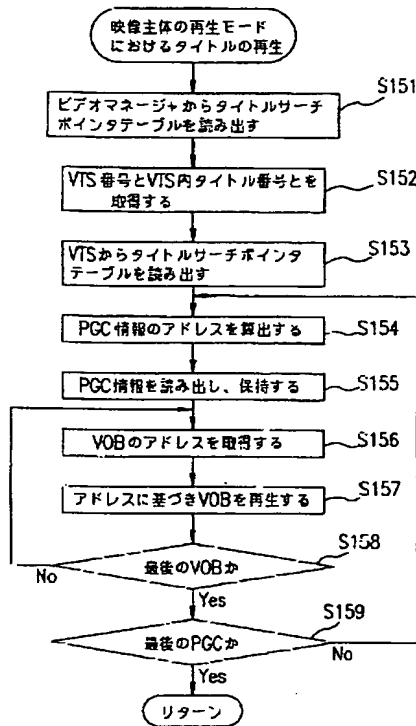 映像主体の再生モード
におけるタイトルの再生
S151
ビデオマネージャからタイトルサーチ
ポインタテーブルを読み出す
S152
VTS番号とVTS内タイトル番号とを
取得する
S153
VTSからタイトルサーチポインタ
テーブルを読み出す
PGC情報のアドレスを算出する
S154
PGC情報を読み出し、保持する
S155
VOBのアドレスを取得する
S156
アドレスに基づきVOBを再生する
S157
S158
最後のVOBか
No
Yes
S159
最後のPGCか
No
Yes
リターン